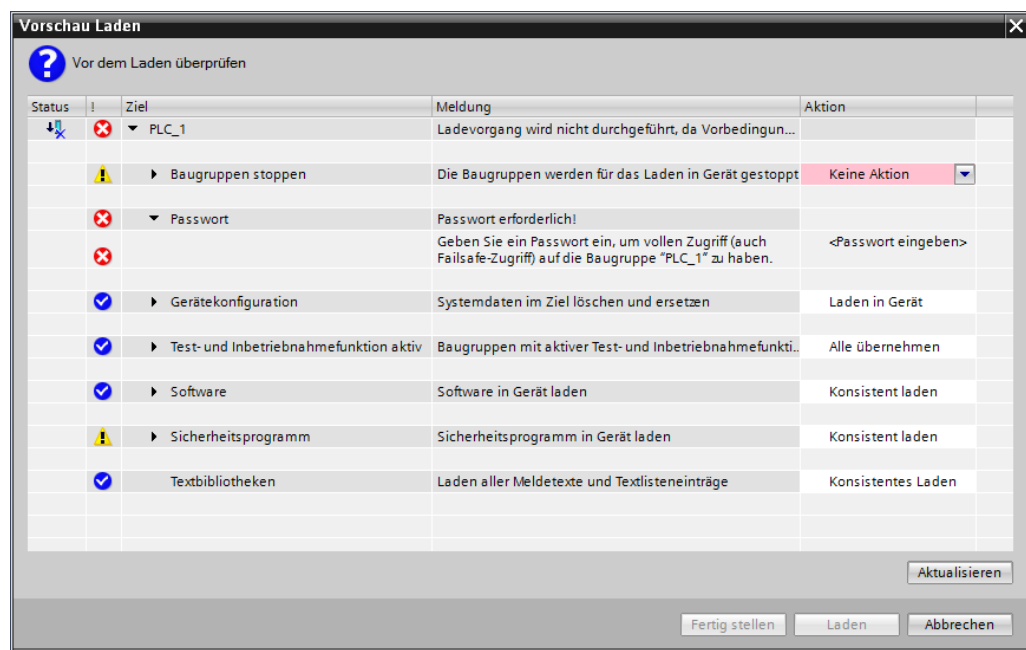 Vorschau Laden
Vor dem Laden überprüfen
Status ! Ziel Meldung Aktion
PLC_1 Ladevorgang wird nicht durchgeführt, da Vorbedingun...
Baugruppen stoppen Die Baugruppen werden für das Laden in Gerät gestoppt Keine Aktion
Passwort Passwort erforderlich!
Geben Sie ein Passwort ein, um vollen Zugriff (auch
Failsafe-Zugriff) auf die Baugruppe "PLC_1" zu haben. <Passwort eingeben>
Gerätekonfiguration Systemdaten im Ziel löschen und ersetzen Laden in Gerät
Test- und Inbetriebnahmefunktion aktiv Baugruppen mit aktiver Test- und Inbetriebnahmefunkti.. Alle übernehmen
Software Software in Gerät laden Konsistent laden
Sicherheitsprogramm Sicherheitsprogramm in Gerät laden Konsistent laden
Textbibliotheken Laden aller Meldetexte und Textlisteneinträge Konsistentes Laden
Aktualisieren
Fertig stellen Laden Abbrechen